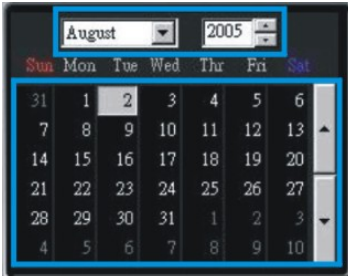 August 2005
Sun Mon Tue Wed Thr Fri Sat
31 1 2 3 4 5 6
7 8 9 10 11 12 13
14 15 16 17 18 19 20
21 22 23 24 25 26 27
28 29 30 31 1 2 3
4 5 6 7 8 9 10